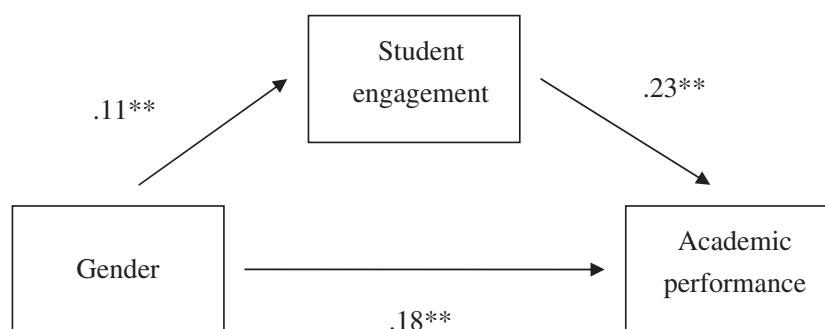 Student
engagement
.11**
.23**
Gender
Academic
performance
.18**